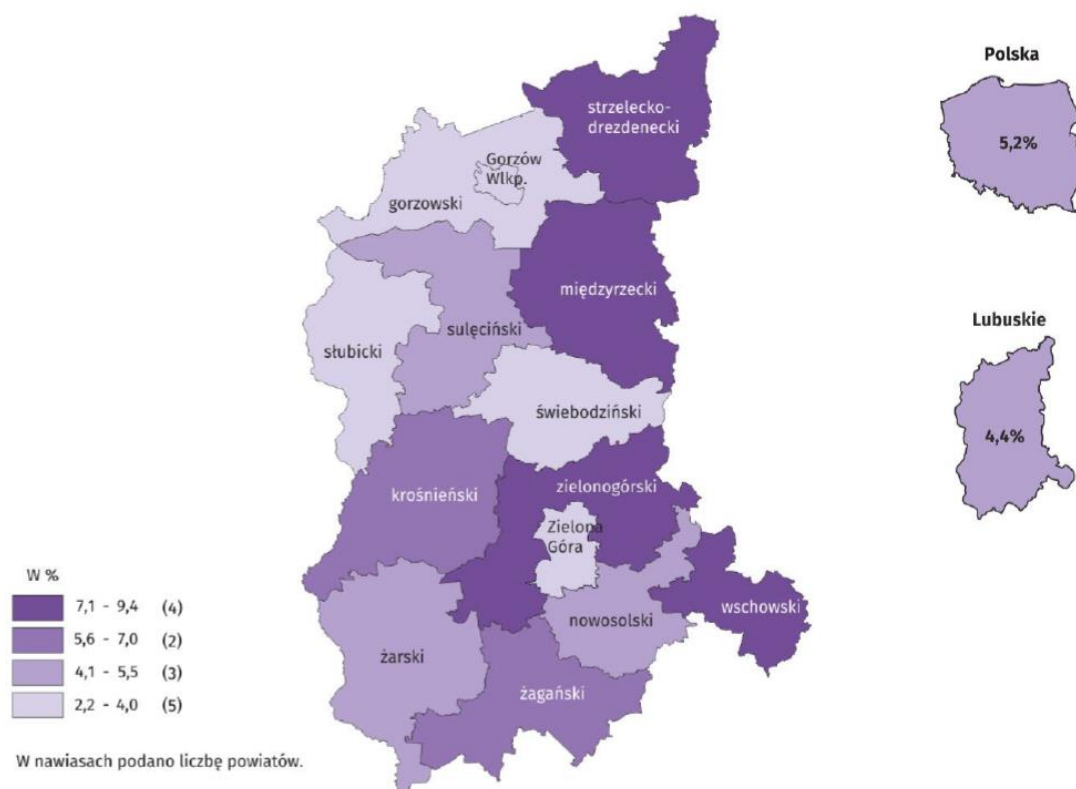 strzelecko-
drezdenecki
Gorzów
Wlkp.
gorzowski
międzyrzecki
sulęciński
słubicki
świebodziński
krośnieński
zielonogórski
Zielona
Góra
wschowski
nowosolski
żarski
żagański
Polska
5,2%
Lubuskie
4,4%
W %
7,1 - 9,4 (4)
5,6 - 7,0 (2)
4,1 - 5,5 (3)
2,2 - 4,0 (5)
W nawiasach podano liczbę powiatów.